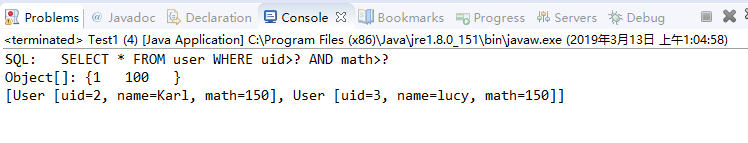 Problems @ Javadoc Declaration Console Bookmarks Progress Servers Debug
<terminated> Test1 (4) [Java Application] C:\Program Files (x86)\Java\jre1.8.0_151\bin\javaw.exe (2019年3月13日 上午1:04:58)
SQL:   SELECT * FROM user WHERE uid>? AND math>?
Object[]: {1   100   }
[User [uid=2, name=Karl, math=150], User [uid=3, name=lucy, math=150]]